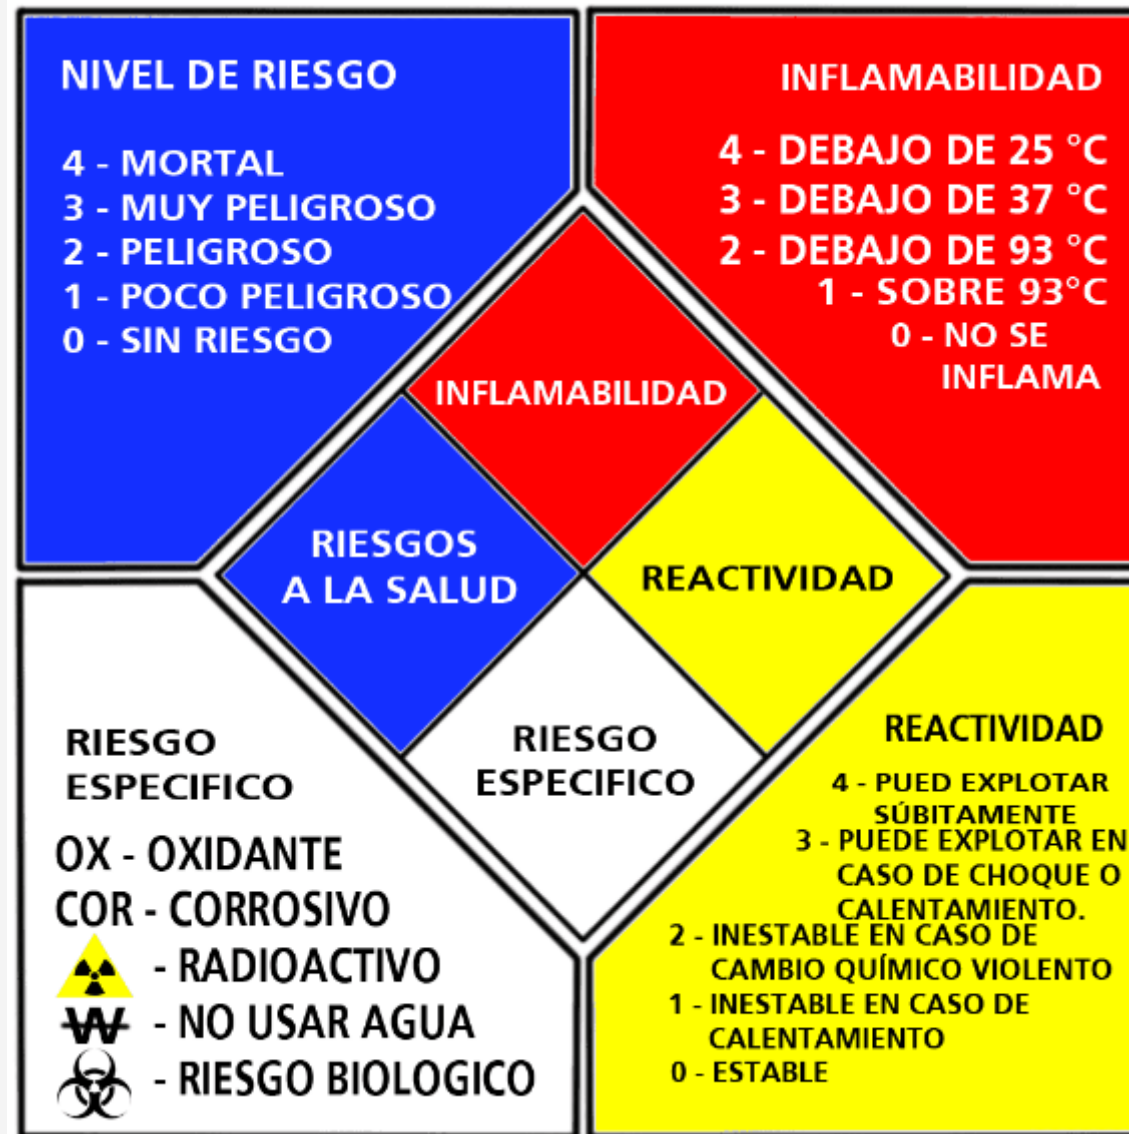 NIVEL DE RIESGO
4 - MORTAL
3 - MUY PELIGROSO
2 - PELIGROSO
1 - POCO PELIGROSO
0 - SIN RIESGO
INFLAMABILIDAD
4 - DEBAJO DE 25 °C
3 - DEBAJO DE 37 °C
2 - DEBAJO DE 93 °C
1 - SOBRE 93°C
0 - NO SE
INFLAMA
INFLAMABILIDAD
RIESGOS
A LA SALUD
REACTIVIDAD
RIESGO
ESPECIFICO
RIESGO
ESPECIFICO
OX - OXIDANTE
COR - CORROSIVO
- RADIOACTIVO
W - NO USAR AGUA
- RIESGO BIOLOGICO
REACTIVIDAD
4 - PUED EXPLOTAR
SÚBITAMENTE
3 - PUEDE EXPLOTAR EN
CASO DE CHOQUE O
CALENTAMIENTO.
2 - INESTABLE EN CASO DE
CAMBIO QUÍMICO VIOLENTO
1 - INESTABLE EN CASO DE
CALENTAMIENTO
0 - ESTABLE